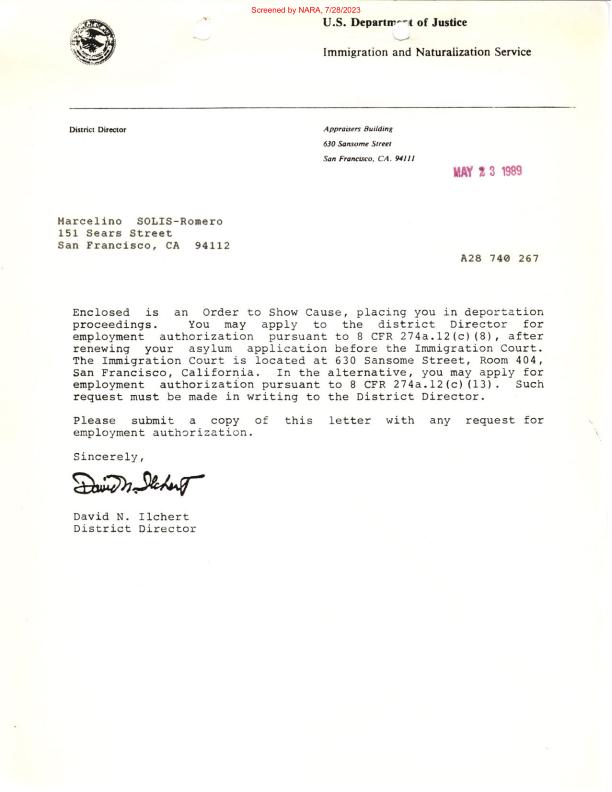 Screened by NARA, 7/28/2023
U.S. Department of Justice
Immigration and Naturalization Service
District Director
Appraisers Building
630 Sansome Street
San Francisco, CA. 94111
MAY 23 1989
Marcelino SOLIS-Romero
151 Sears Street
San Francisco, CA 94112
A28 740 267
Enclosed is an Order to Show Cause, placing you in deportation
proceedings. You may apply to the district Director for
employment authorization pursuant to 8 CFR 274a.12(c)(8), after
renewing your asylum application before the Immigration Court.
The Immigration Court is located at 630 Sansome Street, Room 404,
San Francisco, California. In the alternative, you may apply for
employment authorization pursuant to 8 CFR 274a.12(c)(13). Such
request must be made in writing to the District Director.
Please submit a copy of this letter with any request for
employment authorization.
Sincerely,
David N. Ilchert
David N. Ilchert
District Director